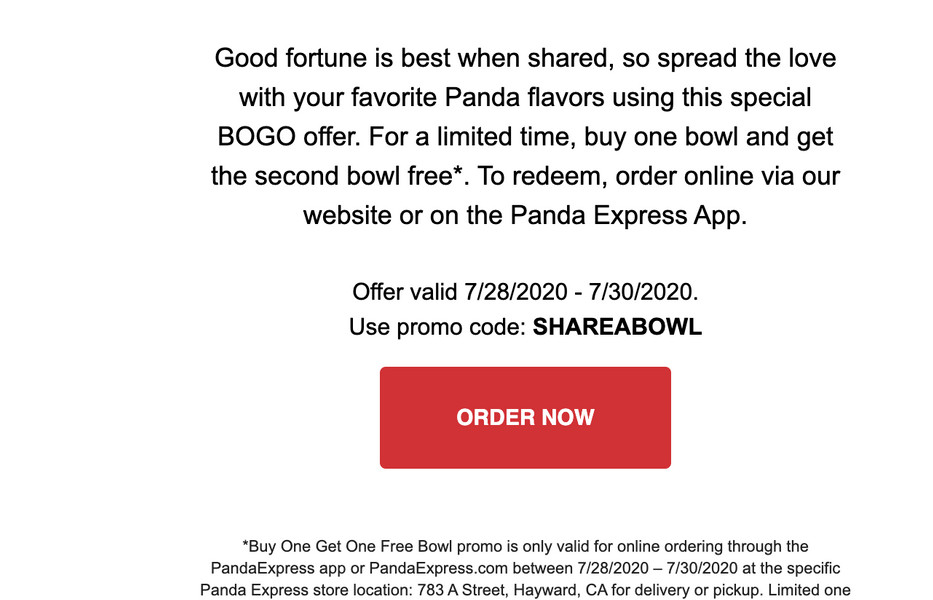 Good fortune is best when shared, so spread the love
with your favorite Panda flavors using this special
BOGO offer. For a limited time, buy one bowl and get
the second bowl free*. To redeem, order online via our
website or on the Panda Express App.
Offer valid 7/28/2020 - 7/30/2020.
Use promo code: SHAREABOWL
ORDER NOW
*Buy One Get One Free Bowl promo is only valid for online ordering through the
PandaExpress app or PandaExpress.com between 7/28/2020 – 7/30/2020 at the specific
Panda Express store location: 783 A Street, Hayward, CA for delivery or pickup. Limited one